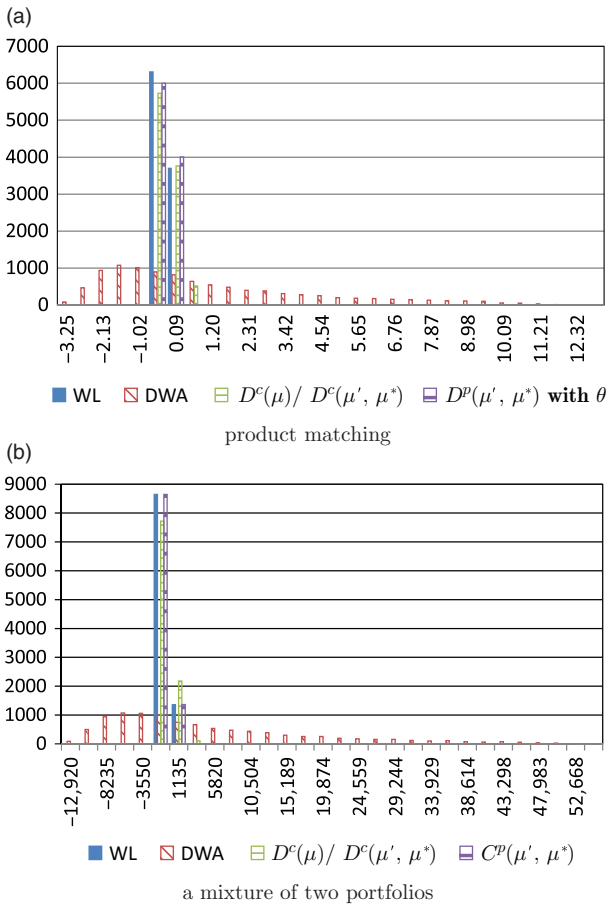 (a)
7000
6000
5000
4000
3000
2000
1000
0
−3.25 −2.13 −1.02 0.09 1.20 2.31 3.42 4.54 5.65 6.76 7.87 8.98 10.09 11.21 12.32
WL DWA D^c(μ)/ D^c(μ′, μ*) D^p(μ′, μ*) with θ
product matching
(b)
9000
8000
7000
6000
5000
4000
3000
2000
1000
0
−12,920 −8235 −3550 1135 5820 10,504 15,189 19,874 24,559 29,244 33,929 38,614 43,298 47,983 52,668
WL DWA D^c(μ)/ D^c(μ′, μ*) C^p(μ′, μ*)
a mixture of two portfolios